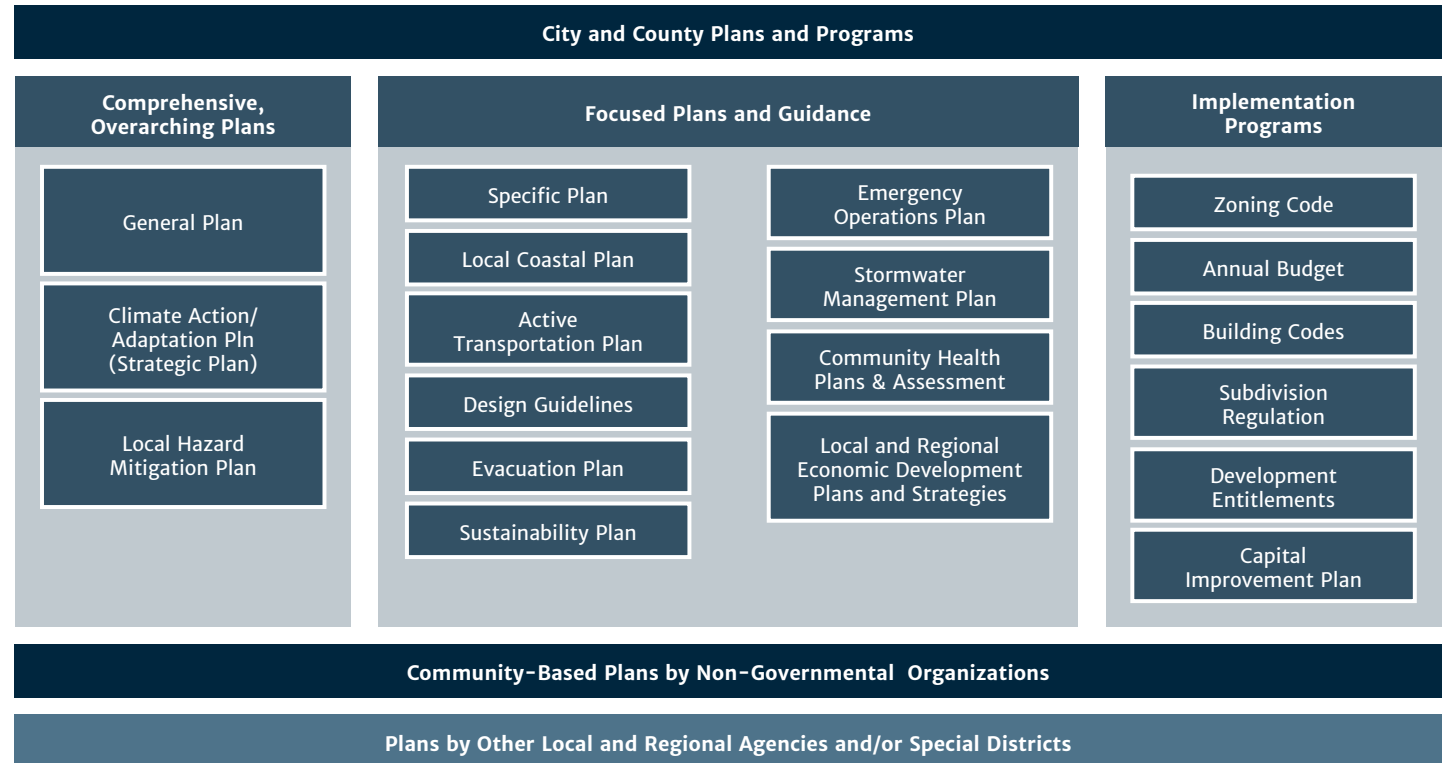 City and County Plans and Programs
Comprehensive,
Overarching Plans
General Plan
Climate Action/
Adaptation Pln
(Strategic Plan)
Local Hazard
Mitigation Plan
Focused Plans and Guidance
Specific Plan
Local Coastal Plan
Active
Transportation Plan
Design Guidelines
Evacuation Plan
Sustainability Plan
Emergency
Operations Plan
Stormwater
Management Plan
Community Health
Plans & Assessment
Local and Regional
Economic Development
Plans and Strategies
Implementation
Programs
Zoning Code
Annual Budget
Building Codes
Subdivision
Regulation
Development
Entitlements
Capital
Improvement Plan
Community-Based Plans by Non-Governmental  Organizations
Plans by Other Local and Regional Agencies and/or Special Districts